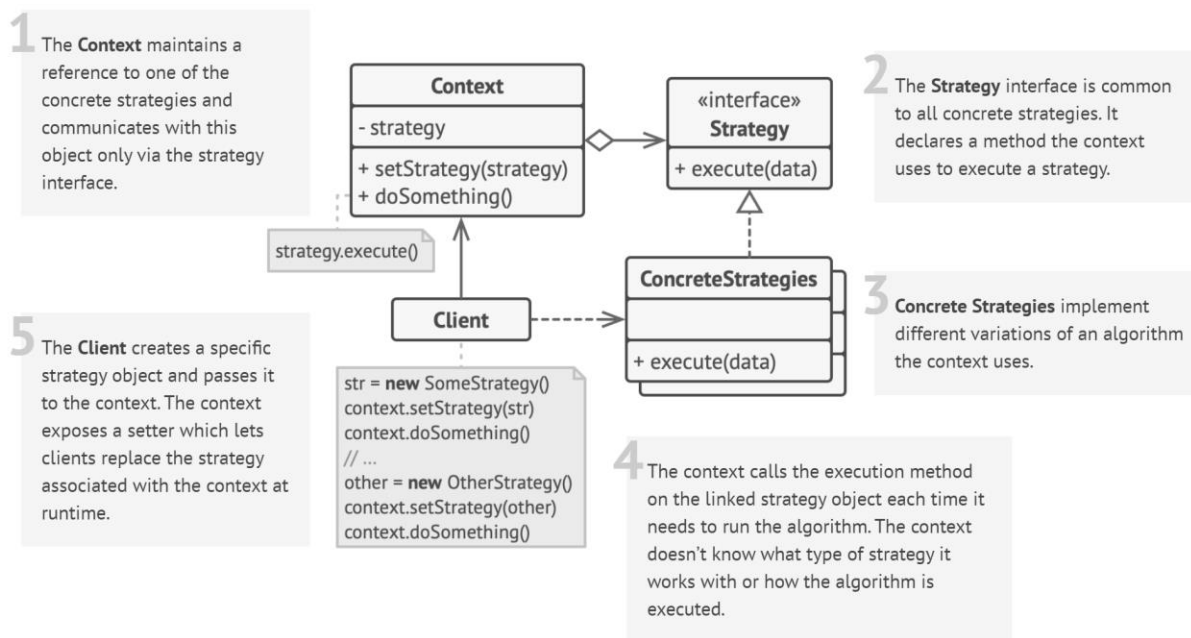 1
The Context maintains a
reference to one of the
concrete strategies and
communicates with this
object only via the strategy
interface.
Context
- strategy
+ setStrategy(strategy)
+ doSomething()
strategy.execute()
«interface»
Strategy
+ execute(data)
2
The Strategy interface is common
to all concrete strategies. It
declares a method the context
uses to execute a strategy.
ConcreteStrategies
+ execute(data)
3
Concrete Strategies implement
different variations of an algorithm
the context uses.
5
The Client creates a specific
strategy object and passes it
to the context. The context
exposes a setter which lets
clients replace the strategy
associated with the context at
runtime.
Client
str = new SomeStrategy()
context.setStrategy(str)
context.doSomething()
// ...
other = new OtherStrategy()
context.setStrategy(other)
context.doSomething()
4
The context calls the execution method
on the linked strategy object each time it
needs to run the algorithm. The context
doesn't know what type of strategy it
works with or how the algorithm is
executed.